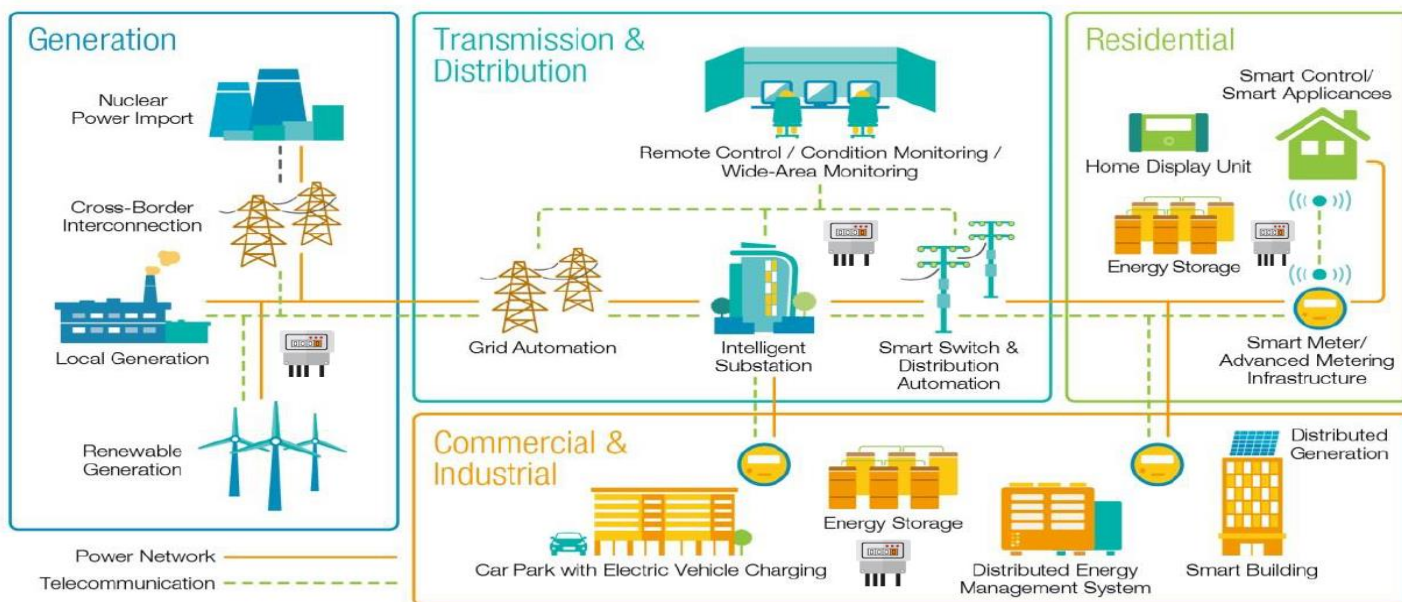 Generation
Nuclear
Power Import
Cross-Border
Interconnection
Local Generation
Renewable
Generation
Power Network
Telecommunication
Transmission &
Distribution
Remote Control / Condition Monitoring /
Wide-Area Monitoring
Grid Automation
Intelligent
Substation
Smart Switch &
Distribution
Automation
Residential
Smart Control/
Smart Applicances
Home Display Unit
Energy Storage
Smart Meter/
Advanced Metering
Infrastructure
Commercial &
Industrial
Car Park with Electric Vehicle Charging
Energy Storage
Distributed Energy
Management System
Distributed
Generation
Smart Building